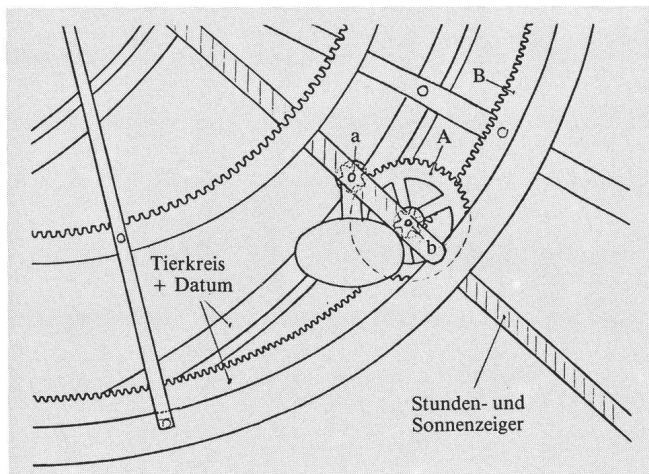 B
A
a
b
Tierkreis
+ Datum
Stunden- und
Sonnenzeiger